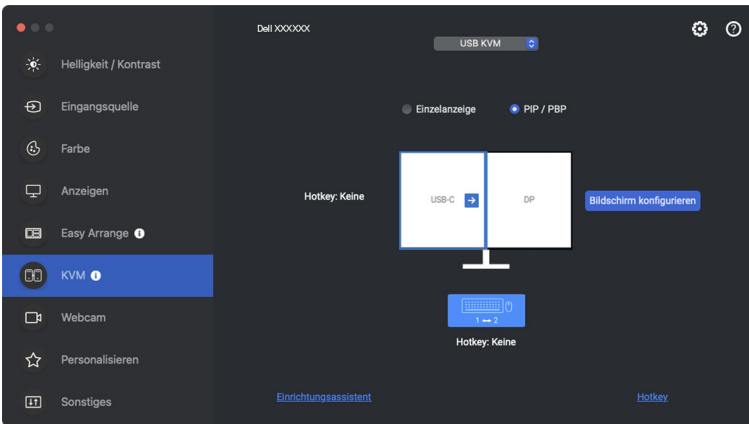 Dell XXXXXX
USB KVM
Helligkeit / Kontrast
Eingangsquelle
Farbe
Anzeigen
Easy Arrange
KVM
Webcam
Personalisieren
Sonstiges
Einzelanzeige
PIP / PBP
Hotkey: Keine
USB-C
DP
Bildschirm konfigurieren
1 ↔ 2
Hotkey: Keine
Einrichtungsassistent
Hotkey